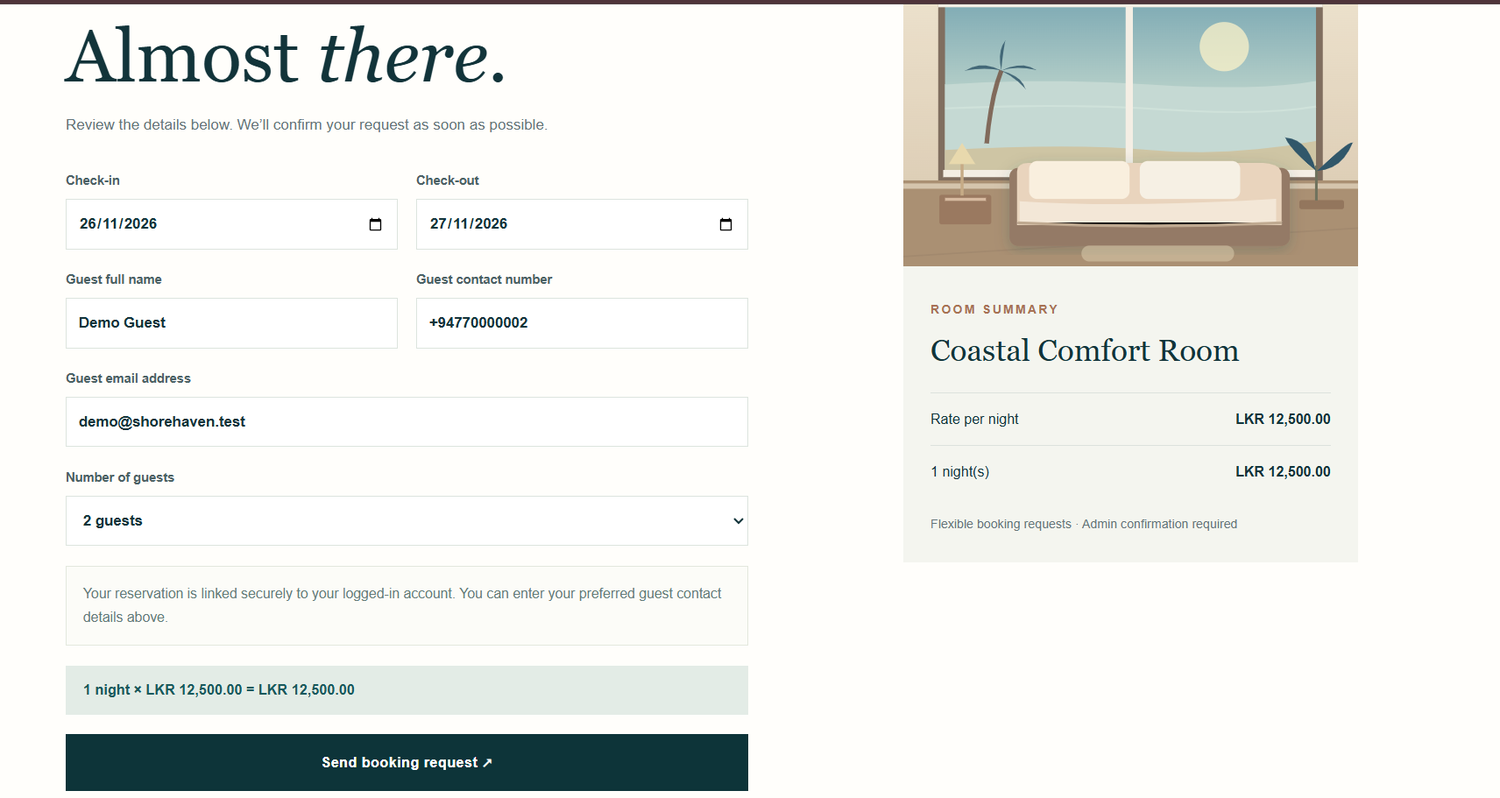 Almost there.
Review the details below. We’ll confirm your request as soon as possible.
Check-in
Check-out
26/11/2026
27/11/2026
Guest full name
Guest contact number
Demo Guest
+94770000002
Guest email address
demo@shorehaven.test
Number of guests
2 guests
Your reservation is linked securely to your logged-in account. You can enter your preferred guest contact
details above.
1 night × LKR 12,500.00 = LKR 12,500.00
Send booking request ↗
ROOM SUMMARY
Coastal Comfort Room
Rate per night LKR 12,500.00
1 night(s) LKR 12,500.00
Flexible booking requests · Admin confirmation required